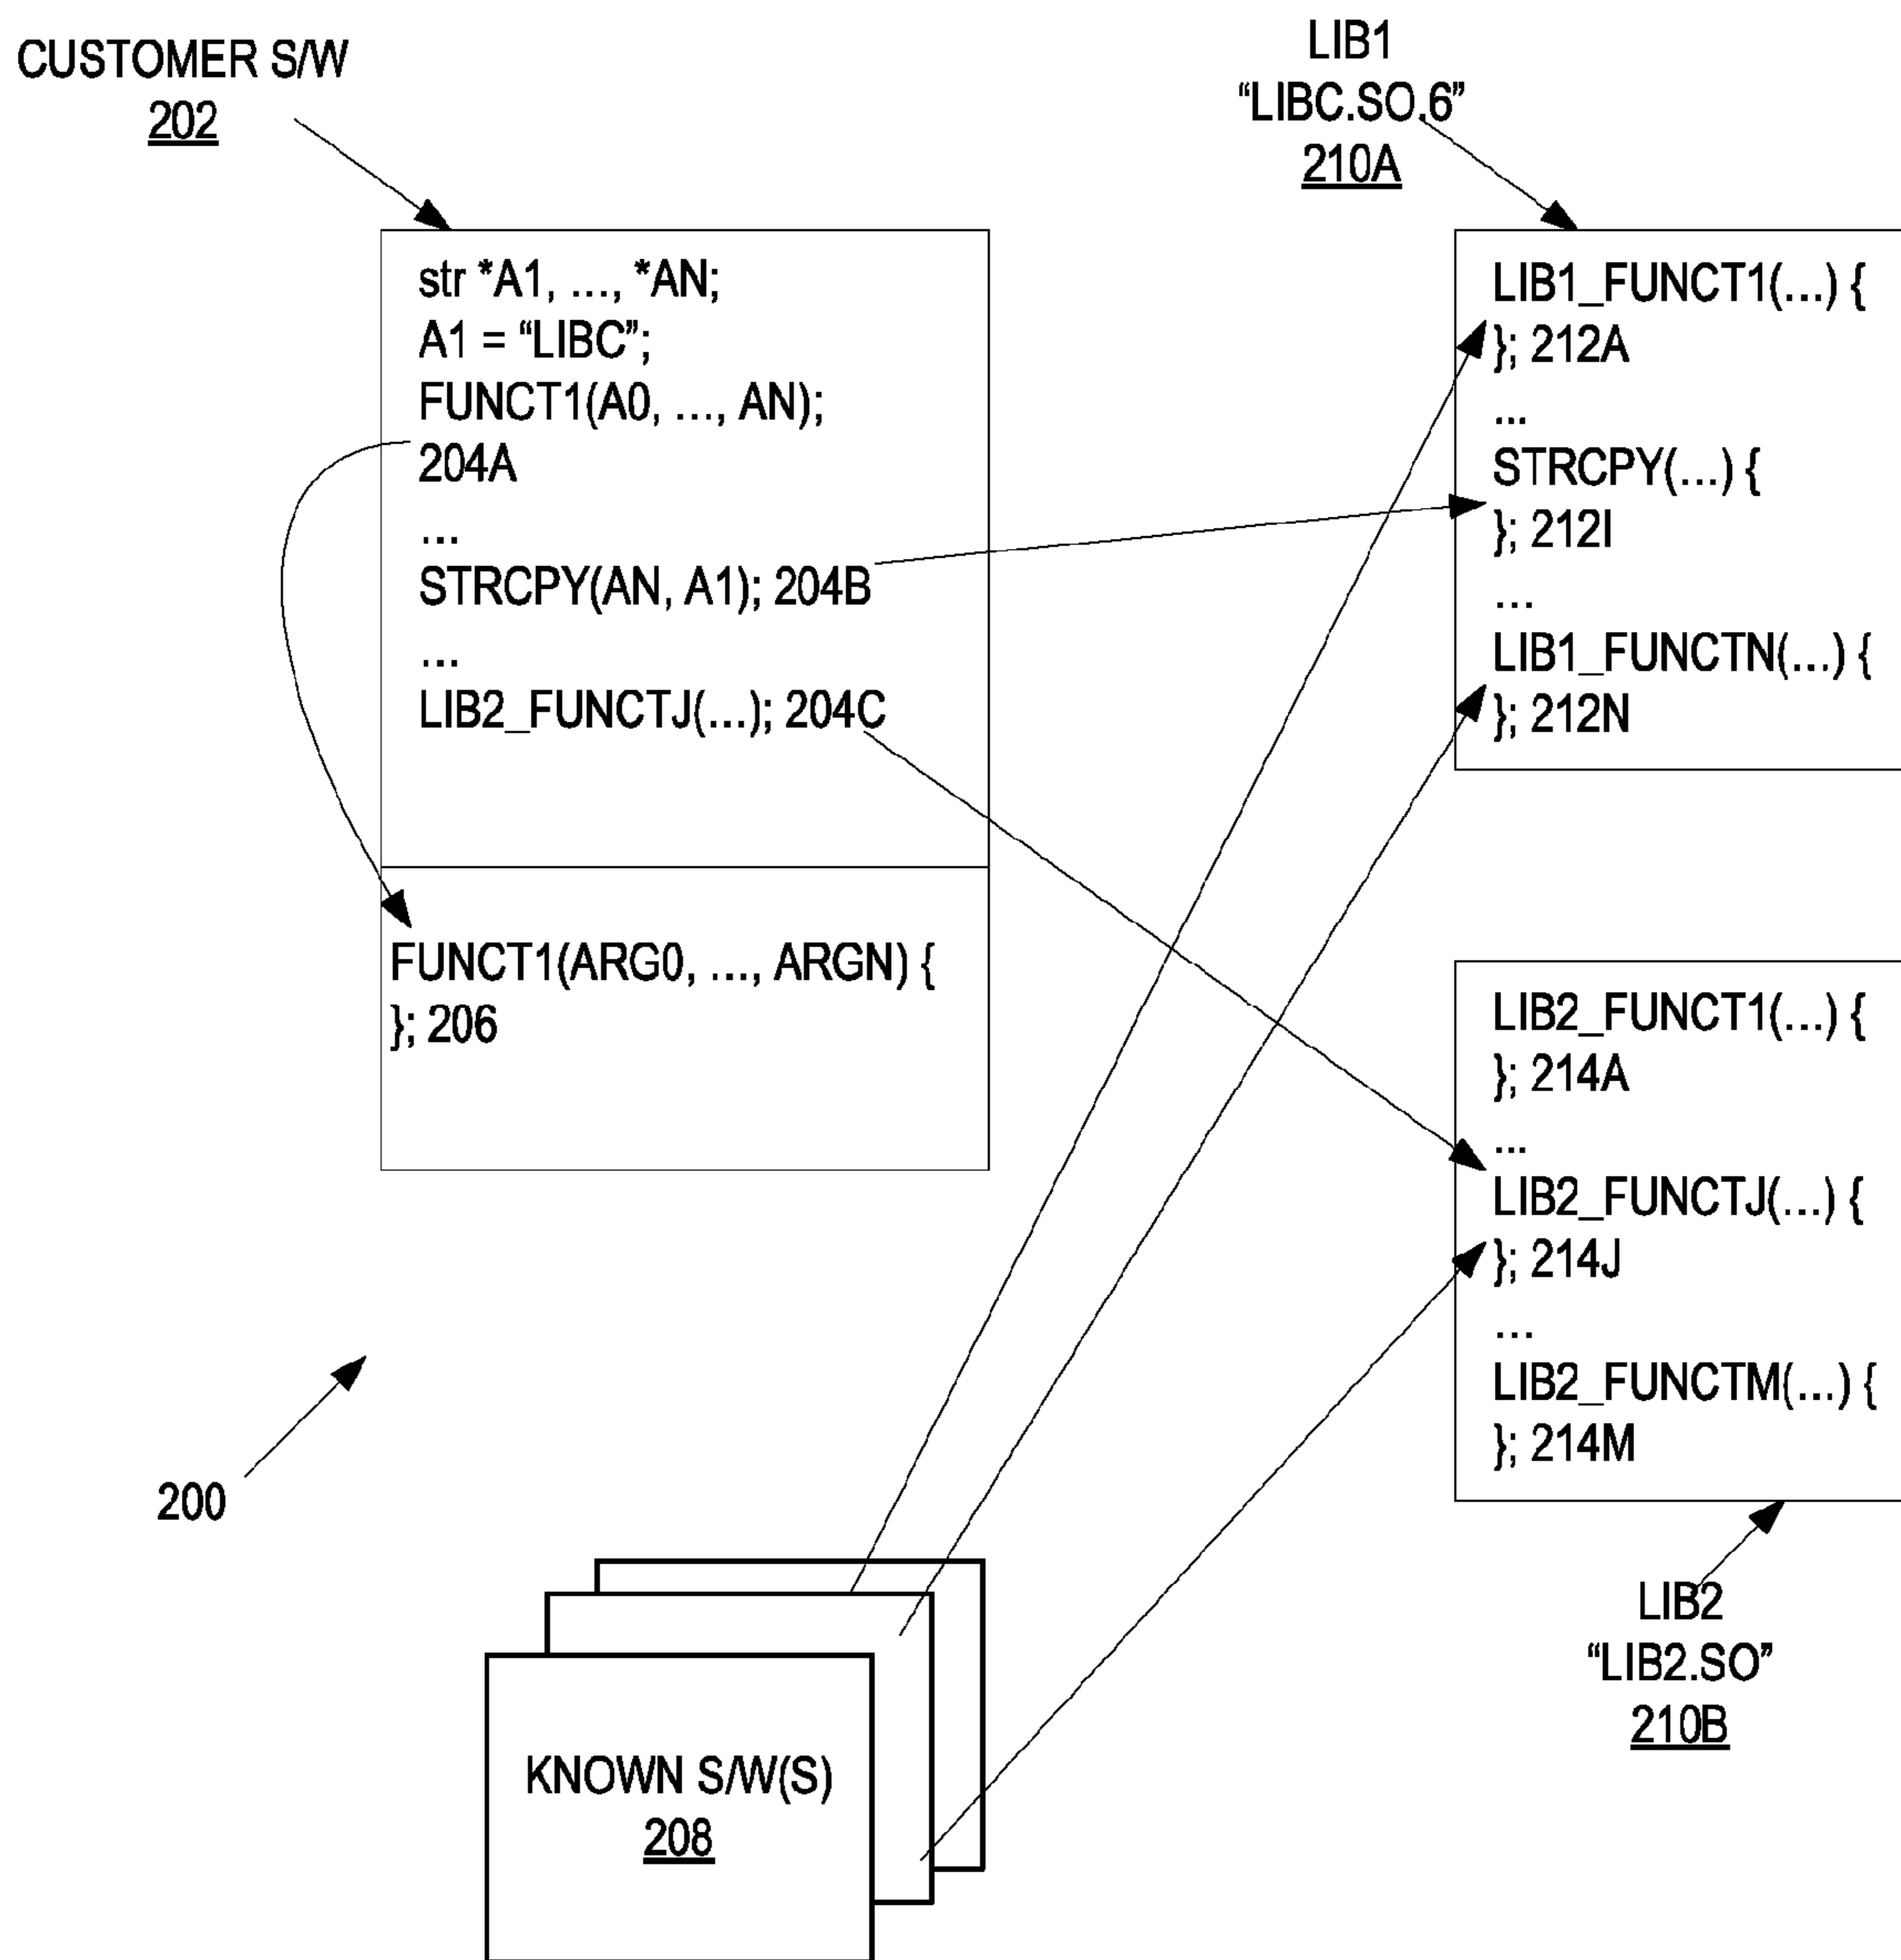 CUSTOMER S/W
202
LIB1
“LIBC.SO.6”
210A
str *A1, ..., *AN;
A1 = “LIBC”;
FUNCT1(A0, ..., AN);
204A
...
STRCPY(AN, A1); 204B
...
LIB2_FUNCTJ(...); 204C
FUNCT1(ARG0, ..., ARGN) {
}; 206
LIB1_FUNCT1(...) {
}; 212A
...
STRCPY(...) {
}; 212I
...
LIB1_FUNCTN(...) {
}; 212N
LIB2_FUNCT1(...) {
}; 214A
...
LIB2_FUNCTJ(...) {
}; 214J
...
LIB2_FUNCTM(...) {
}; 214M
200
LIB2
“LIB2.SO”
210B
KNOWN S/W(S)
208